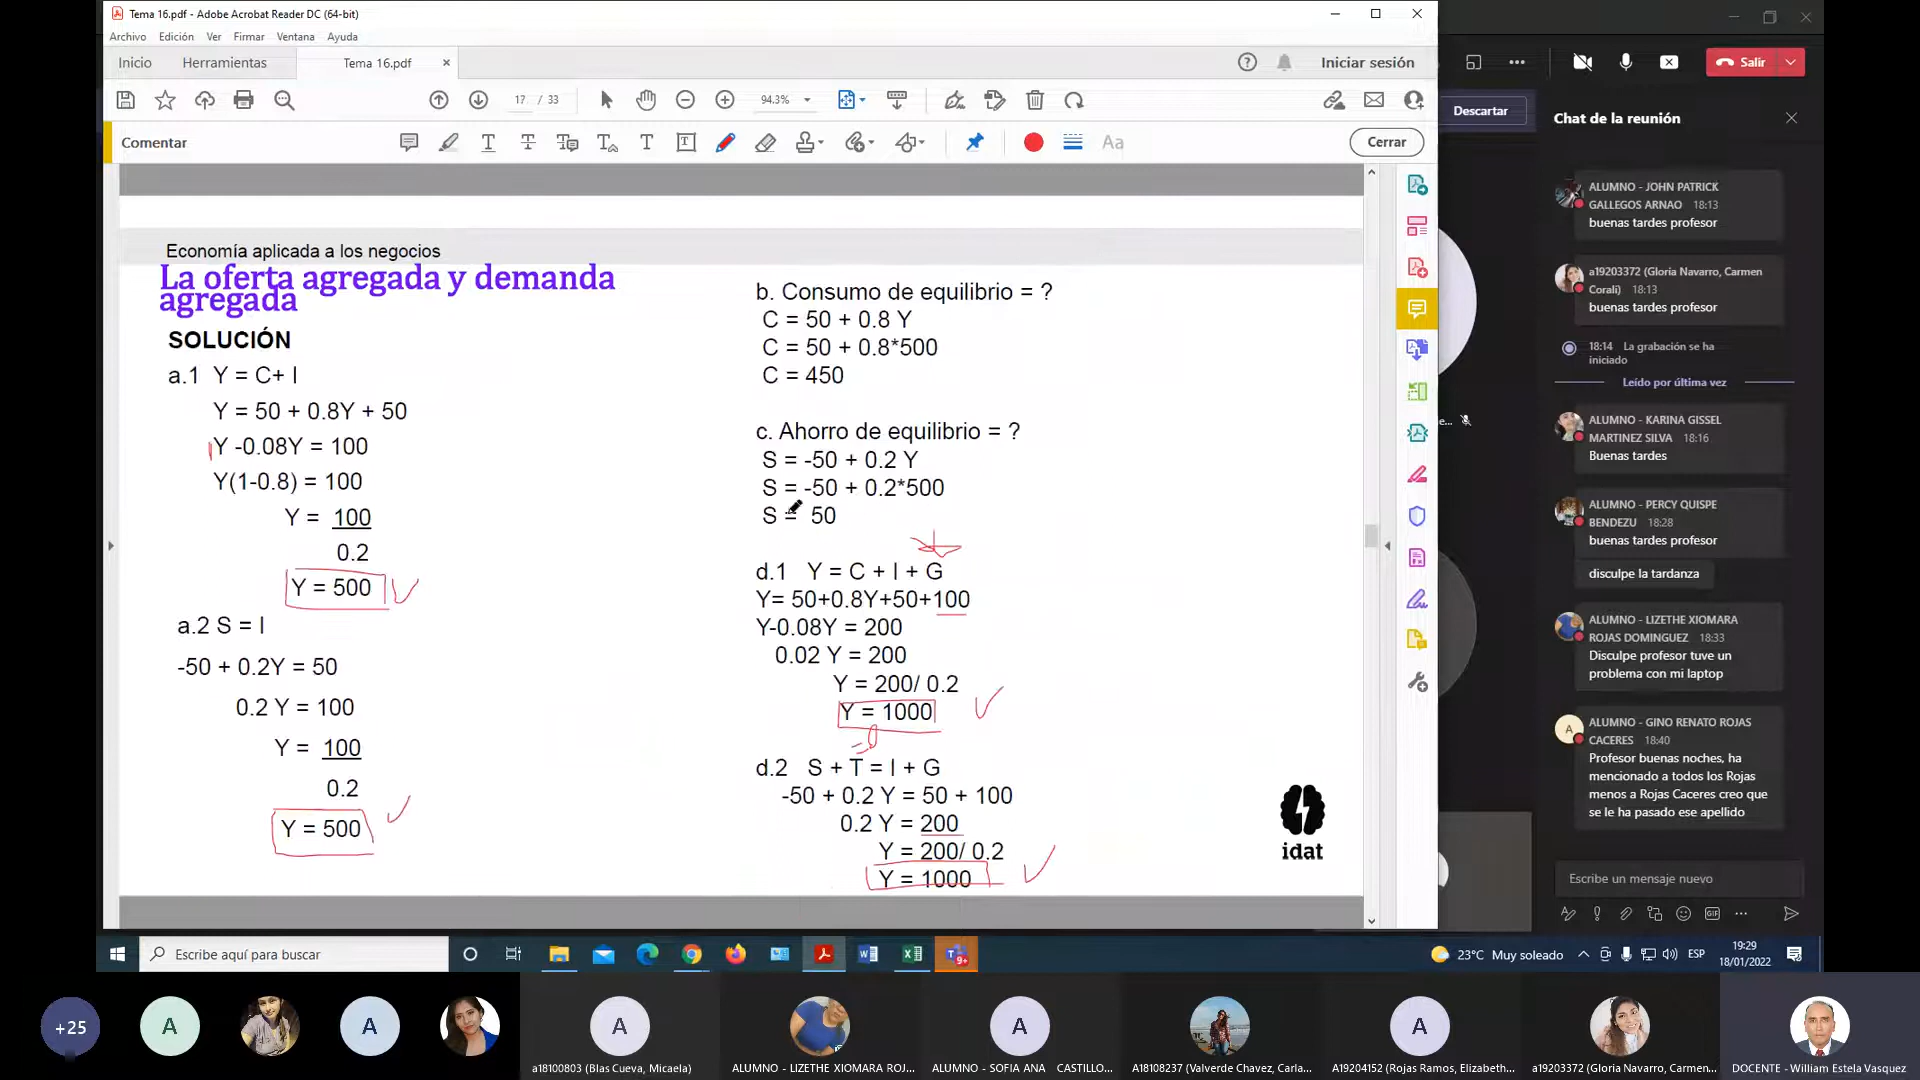 Tema 16.pdf - Adobe Acrobat Reader DC (64-bit)
Archivo Edición Ver Firmar Ventana Ayuda
Inicio Herramientas Tema 16.pdf × Iniciar sesión
17 / 33 94.3%
Comentar Aa Cerrar
Economía aplicada a los negocios
La oferta agregada y demanda
agregada
SOLUCIÓN
a.1 Y = C+ I
Y = 50 + 0.8Y + 50
Y -0.08Y = 100
Y(1-0.8) = 100
Y = 100
0.2
Y = 500
a.2 S = I
-50 + 0.2Y = 50
0.2 Y = 100
Y = 100
0.2
Y = 500
b. Consumo de equilibrio = ?
C = 50 + 0.8 Y
C = 50 + 0.8*500
C = 450
c. Ahorro de equilibrio = ?
S = -50 + 0.2 Y
S = -50 + 0.2*500
S = 50
d.1 Y = C + I + G
Y= 50+0.8Y+50+100
Y-0.08Y = 200
0.02 Y = 200
Y = 200/ 0.2
Y = 1000
d.2 S + T = I + G
-50 + 0.2 Y = 50 + 100
0.2 Y = 200
Y = 200/ 0.2
Y = 1000
idat
Salir
Descartar
e...
Chat de la reunión
ALUMNO - JOHN PATRICK
GALLEGOS ARNAO 18:13
buenas tardes profesor
a19203372 (Gloria Navarro, Carmen
Corali) 18:13
buenas tardes profesor
18:14 La grabación se ha
iniciado
Leído por última vez
ALUMNO - KARINA GISSEL
MARTINEZ SILVA 18:16
Buenas tardes
ALUMNO - PERCY QUISPE
BENDEZU 18:28
buenas tardes profesor
disculpe la tardanza
ALUMNO - LIZETHE XIOMARA
ROJAS DOMINGUEZ 18:33
Disculpe profesor tuve un
problema con mi laptop
A
ALUMNO - GINO RENATO ROJAS
CACERES 18:40
Profesor buenas noches, ha
mencionado a todos los Rojas
menos a Rojas Caceres creo que
se le ha pasado ese apellido
Escribe un mensaje nuevo
GIF
Escribe aquí para buscar
9+
23°C Muy soleado ESP
19:29
18/01/2022
+25 A A A A A
a18100803 (Blas Cueva, Micaela)
ALUMNO - LIZETHE XIOMARA ROJ...
ALUMNO - SOFIA ANA CASTILLO...
A18108237 (Valverde Chavez, Carla...
A19204152 (Rojas Ramos, Elizabeth...
a19203372 (Gloria Navarro, Carmen...
DOCENTE - William Estela Vasquez